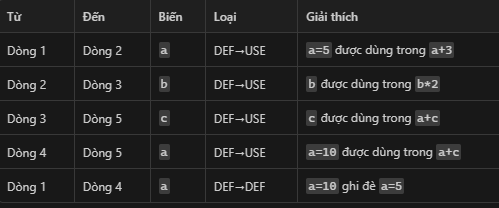 Từ Đến Biến Loại Giải thích
Dòng 1 Dòng 2 a DEF→USE a=5 được dùng trong a+3
Dòng 2 Dòng 3 b DEF→USE b được dùng trong b*2
Dòng 3 Dòng 5 c DEF→USE c được dùng trong a+c
Dòng 4 Dòng 5 a DEF→USE a=10 được dùng trong a+c
Dòng 1 Dòng 4 a DEF→DEF a=10 ghi đè a=5